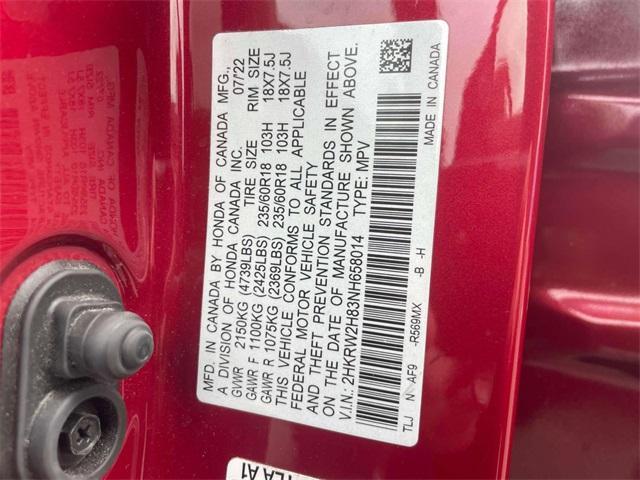 MFD. IN CANADA BY HONDA OF CANADA MFG.,
A DIVISION OF HONDA CANADA INC. 07/22
GVWR 2150KG (4739LBS) TIRE SIZE RIM SIZE
GAWR F 1100KG (2425LBS) 235/60R18 103H 18X7.5J
GAWR R 1075KG (2369LBS) 235/60R18 103H 18X7.5J
THIS VEHICLE CONFORMS TO ALL APPLICABLE
FEDERAL MOTOR VEHICLE SAFETY
AND THEFT PREVENTION STANDARDS IN EFFECT
ON THE DATE OF MANUFACTURE SHOWN ABOVE.
V.I.N.: 2HKRW2H83NH658014 TYPE: MPV
TLJ N AF9 -R569MX -B -H
MADE IN CANADA